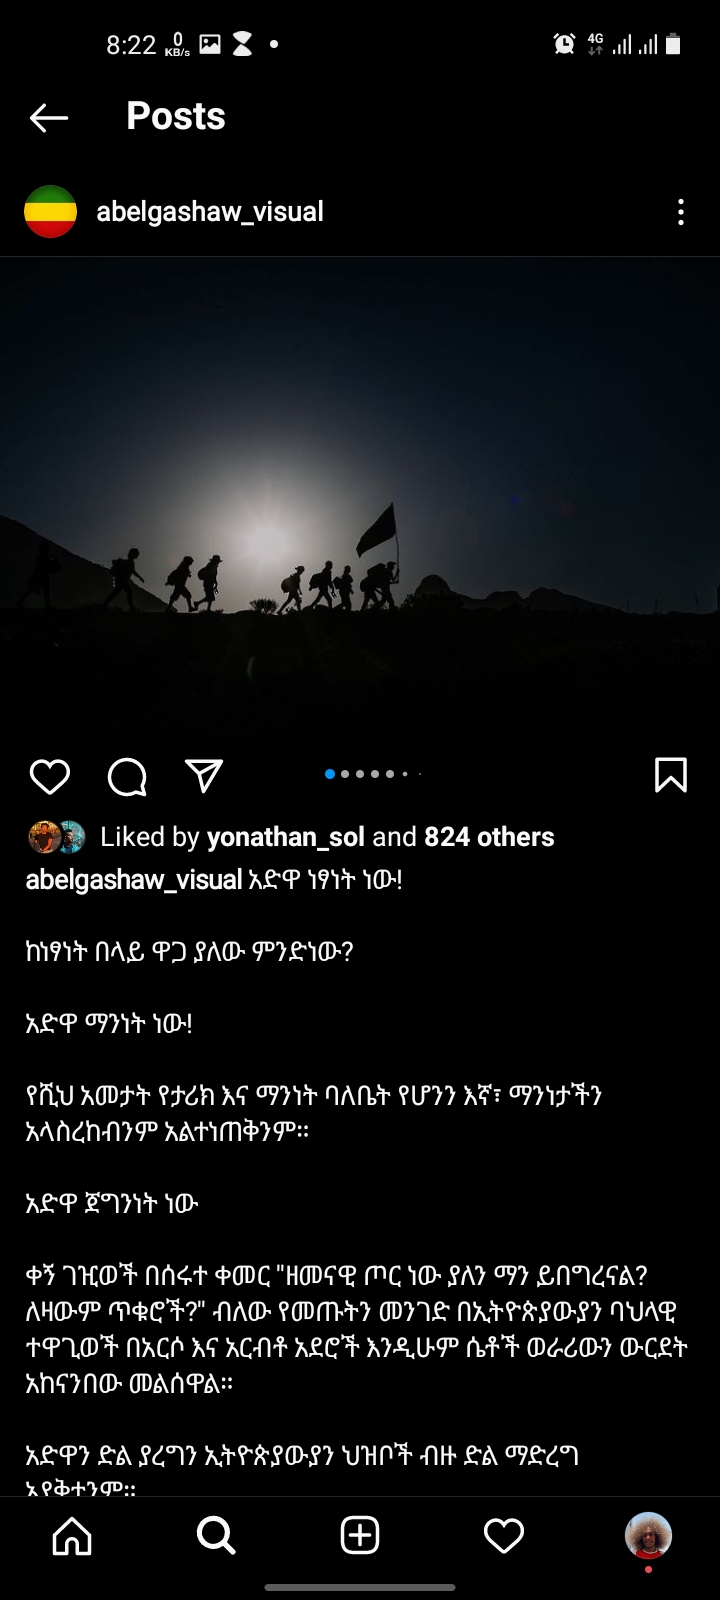 8:22 0 KB/s 4G
Posts
abelgashaw_visual
Liked by yonathan_sol and 824 others
abelgashaw_visual አድዋ ነፃነት ነው!
ከነፃነት በላይ ዋጋ ያለው ምንድነው?
አድዋ ማንነት ነው!
የሺህ አመታት የታሪክ እና ማንነት ባለቤት የሆንን እኛ፣ ማንነታችን
አላስረከብንም አልተነጠቅንም።
አድዋ ጀግንነት ነው
ቀኝ ገዢወች በሰሩተ ቀመር "ዘመናዊ ጦር ነው ያለን ማን ይበግረናል?
ለዛውም ጥቁሮች?" ብለው የመጡትን መንገድ በኢትዮጵያውያን ባህላዊ
ተዋጊወች በአርሶ እና አርብቶ አደሮች እንዲሁም ሴቶች ወራሪውን ውርደት
አከናንበው መልሰዋል።
አድዋን ድል ያረግን ኢትዮጵያውያን ህዝቦች ብዙ ድል ማድረግ
አያቅተንም።